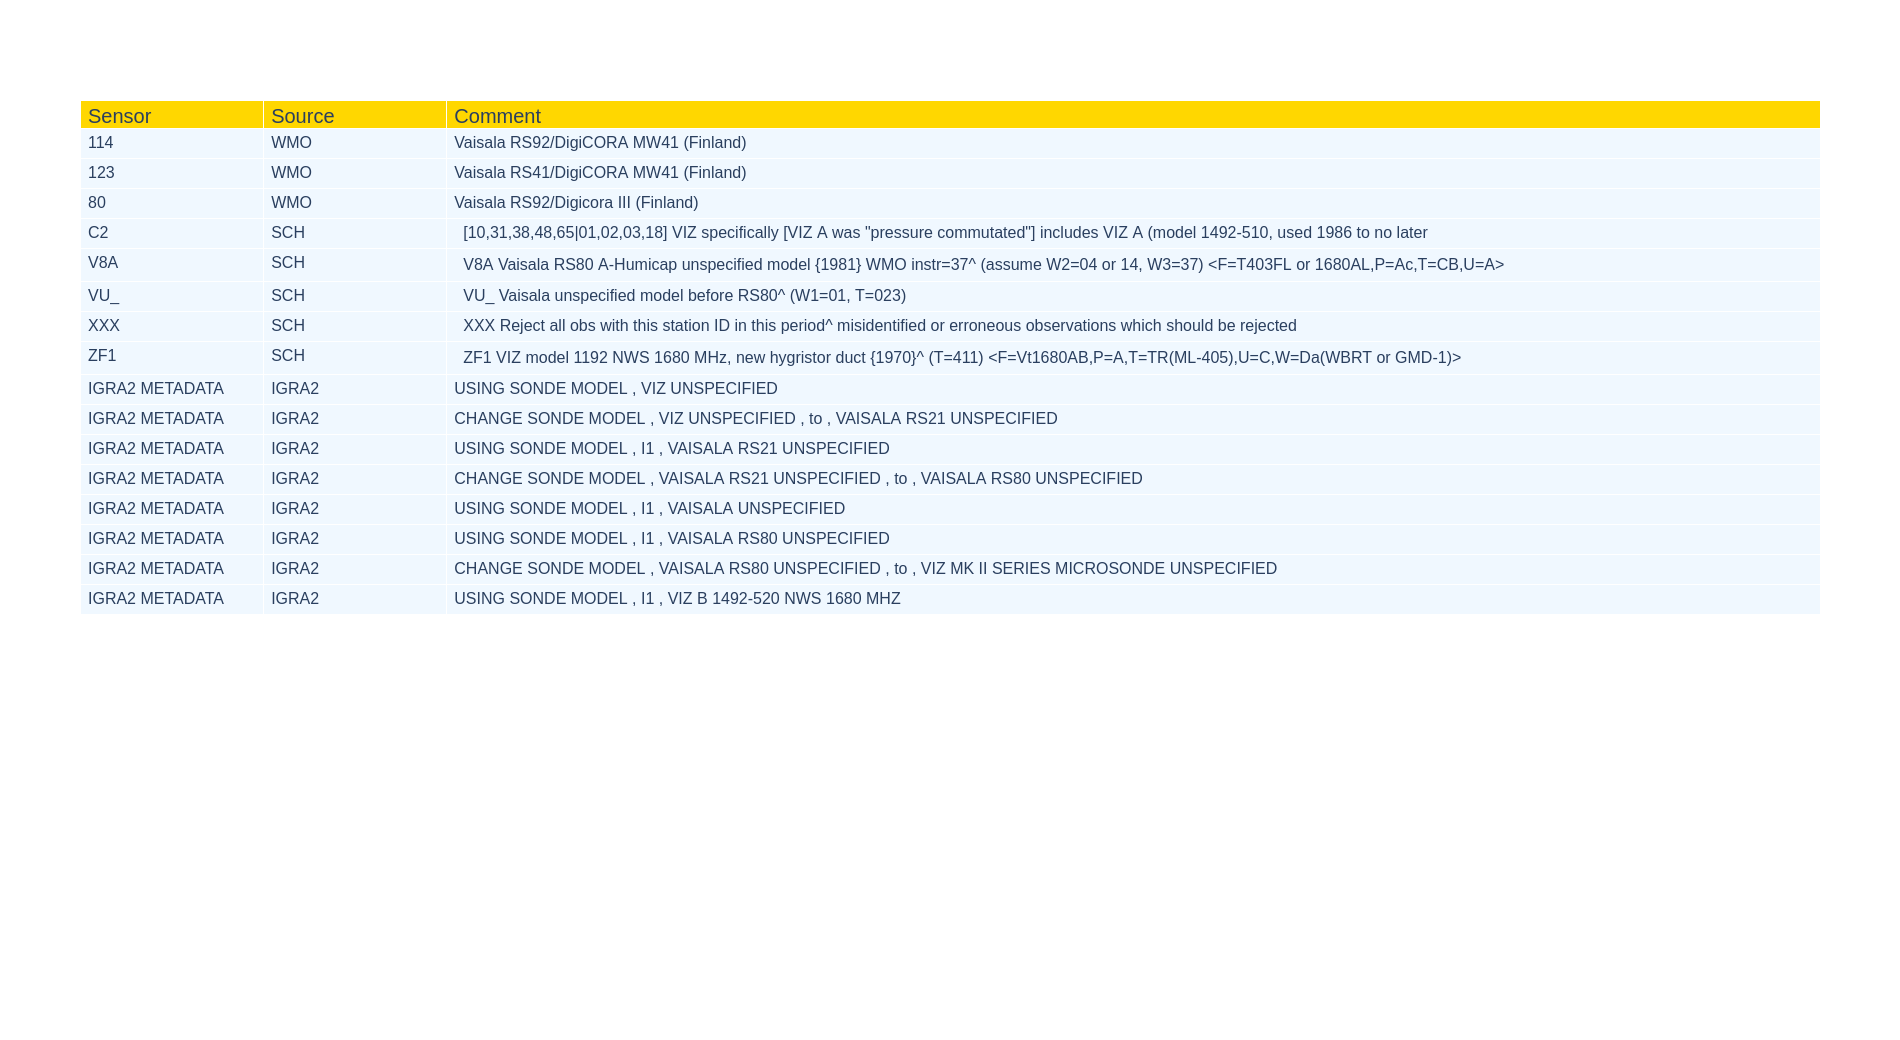 Sensor Source Comment
114 WMO Vaisala RS92/DigiCORA MW41 (Finland)
123 WMO Vaisala RS41/DigiCORA MW41 (Finland)
80 WMO Vaisala RS92/Digicora III (Finland)
C2 SCH [10,31,38,48,65|01,02,03,18] VIZ specifically [VIZ A was "pressure commutated"] includes VIZ A (model 1492-510, used 1986 to no later
V8A SCH V8A Vaisala RS80 A-Humicap unspecified model {1981} WMO instr=37^ (assume W2=04 or 14, W3=37) <F=T403FL or 1680AL,P=Ac,T=CB,U=A>
VU_ SCH VU_ Vaisala unspecified model before RS80^ (W1=01, T=023)
XXX SCH XXX Reject all obs with this station ID in this period^ misidentified or erroneous observations which should be rejected
ZF1 SCH ZF1 VIZ model 1192 NWS 1680 MHz, new hygristor duct {1970}^ (T=411) <F=Vt1680AB,P=A,T=TR(ML-405),U=C,W=Da(WBRT or GMD-1)>
IGRA2 METADATA IGRA2 USING SONDE MODEL , VIZ UNSPECIFIED
IGRA2 METADATA IGRA2 CHANGE SONDE MODEL , VIZ UNSPECIFIED , to , VAISALA RS21 UNSPECIFIED
IGRA2 METADATA IGRA2 USING SONDE MODEL , I1 , VAISALA RS21 UNSPECIFIED
IGRA2 METADATA IGRA2 CHANGE SONDE MODEL , VAISALA RS21 UNSPECIFIED , to , VAISALA RS80 UNSPECIFIED
IGRA2 METADATA IGRA2 USING SONDE MODEL , I1 , VAISALA UNSPECIFIED
IGRA2 METADATA IGRA2 USING SONDE MODEL , I1 , VAISALA RS80 UNSPECIFIED
IGRA2 METADATA IGRA2 CHANGE SONDE MODEL , VAISALA RS80 UNSPECIFIED , to , VIZ MK II SERIES MICROSONDE UNSPECIFIED
IGRA2 METADATA IGRA2 USING SONDE MODEL , I1 , VIZ B 1492-520 NWS 1680 MHZ